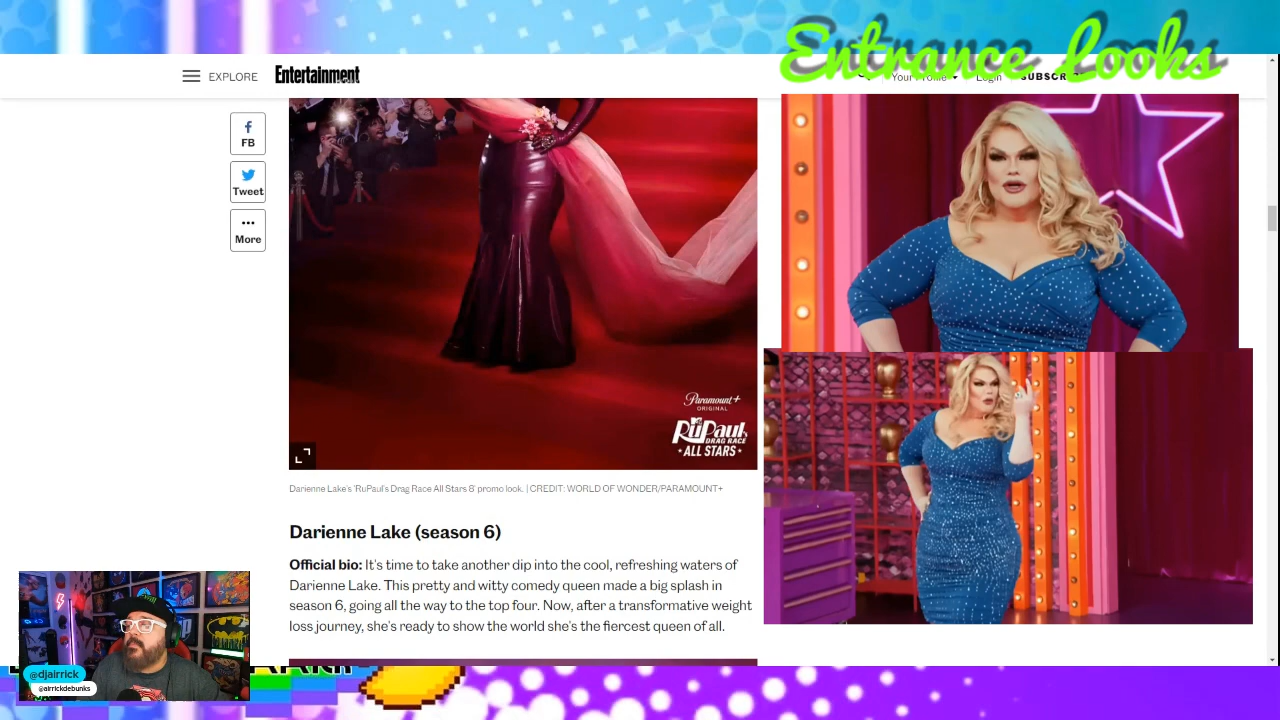 Entrance Looks
EXPLORE
Entertainment
Your Profile
Login
SUBSCRI
FB
Tweet
More
Paramount+
ORIGINAL
RuPaul's
DRAG RACE
ALL STARS
Darienne Lake's 'RuPaul's Drag Race All Stars 8' promo look. | CREDIT: WORLD OF WONDER/PARAMOUNT+
Darienne Lake (season 6)
Official bio: It's time to take another dip into the cool, refreshing waters of
Darienne Lake. This pretty and witty comedy queen made a big splash in
season 6, going all the way to the top four. Now, after a transformative weight
loss journey, she's ready to show the world she's the fiercest queen of all.
@djairrick
@airrickdebunks